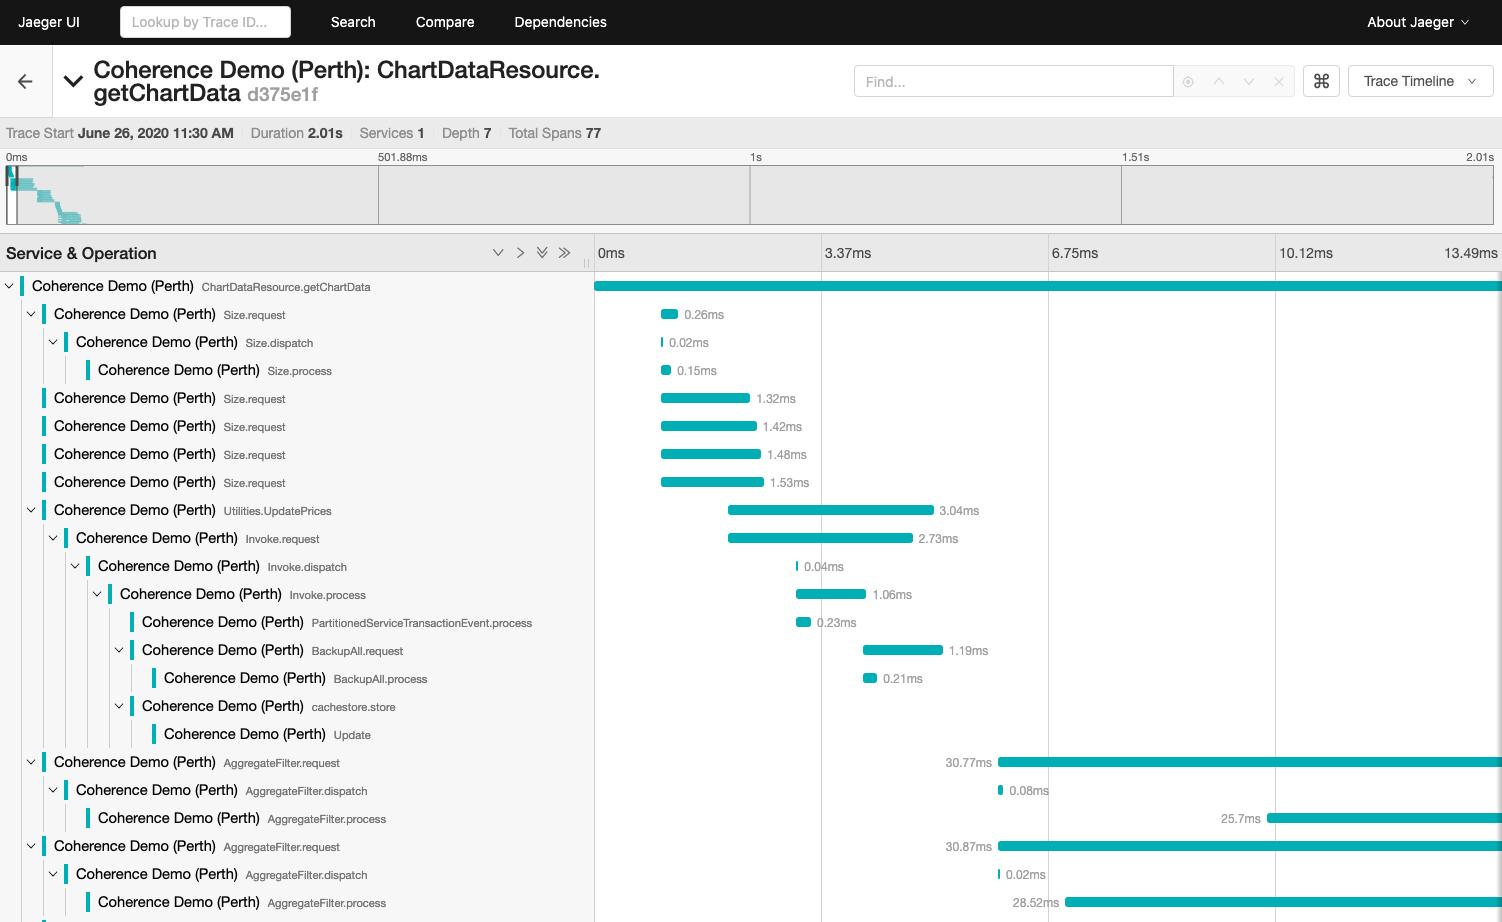 Jaeger UI Lookup by Trace ID... Search Compare Dependencies About Jaeger
Coherence Demo (Perth): ChartDataResource.
getChartData d375e1f
Find... ⌘ Trace Timeline
Trace Start June 26, 2020 11:30 AM Duration 2.01s Services 1 Depth 7 Total Spans 77
0ms 501.88ms 1s 1.51s 2.01s
Service & Operation 0ms 3.37ms 6.75ms 10.12ms 13.49ms
Coherence Demo (Perth) ChartDataResource.getChartData
Coherence Demo (Perth) Size.request 0.26ms
Coherence Demo (Perth) Size.dispatch 0.02ms
Coherence Demo (Perth) Size.process 0.15ms
Coherence Demo (Perth) Size.request 1.32ms
Coherence Demo (Perth) Size.request 1.42ms
Coherence Demo (Perth) Size.request 1.48ms
Coherence Demo (Perth) Size.request 1.53ms
Coherence Demo (Perth) Utilities.UpdatePrices 3.04ms
Coherence Demo (Perth) Invoke.request 2.73ms
Coherence Demo (Perth) Invoke.dispatch 0.04ms
Coherence Demo (Perth) Invoke.process 1.06ms
Coherence Demo (Perth) PartitionedServiceTransactionEvent.process 0.23ms
Coherence Demo (Perth) BackupAll.request 1.19ms
Coherence Demo (Perth) BackupAll.process 0.21ms
Coherence Demo (Perth) cachestore.store
Coherence Demo (Perth) Update
Coherence Demo (Perth) AggregateFilter.request 30.77ms
Coherence Demo (Perth) AggregateFilter.dispatch 0.08ms
Coherence Demo (Perth) AggregateFilter.process 25.7ms
Coherence Demo (Perth) AggregateFilter.request 30.87ms
Coherence Demo (Perth) AggregateFilter.dispatch 0.02ms
Coherence Demo (Perth) AggregateFilter.process 28.52ms